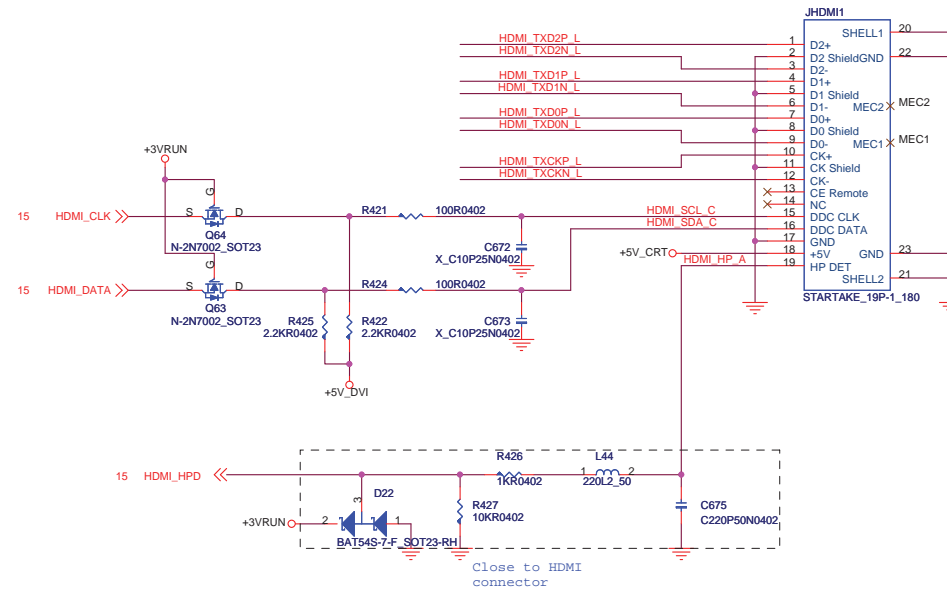 JHDMI1
HDMI_TXD2P_L 1 D2+ SHELL1 20
HDMI_TXD2N_L 2 D2 Shield GND 22
3 D2-
HDMI_TXD1P_L 4 D1+
HDMI_TXD1N_L 5 D1 Shield
6 D1- MEC2 MEC2
HDMI_TXD0P_L 7 D0+
HDMI_TXD0N_L 8 D0 Shield
9 D0- MEC1 MEC1
+3VRUN 10 CK+
HDMI_TXCKP_L 11 CK Shield
HDMI_TXCKN_L 12 CK-
13 CE Remote
G 14 NC
15 HDMI_CLK S D R421 100R0402 HDMI_SCL_C 15 DDC CLK
HDMI_SDA_C 16 DDC DATA
Q64 17 GND
N-2N7002_SOT23 C672 +5V_CRT 18 +5V GND 23
X_C10P25N0402
G HDMI_HP_A 19 HP DET
SHELL2 21
15 HDMI_DATA S D R424 100R0402 STARTAKE_19P-1_180
Q63
N-2N7002_SOT23 R425 R422 C673
2.2KR0402 2.2KR0402 X_C10P25N0402
+5V_DVI
R426 L44
15 HDMI_HPD 1KR0402 1 2
220L2_50
D22
3 R427 C675
+3VRUN 2 1 10KR0402 C220P50N0402
BAT54S-7-F_SOT23-RH
Close to HDMI
connector